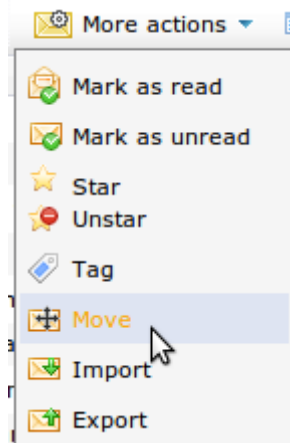 More actions
Mark as read
Mark as unread
Star
Unstar
Tag
Move
Import
Export